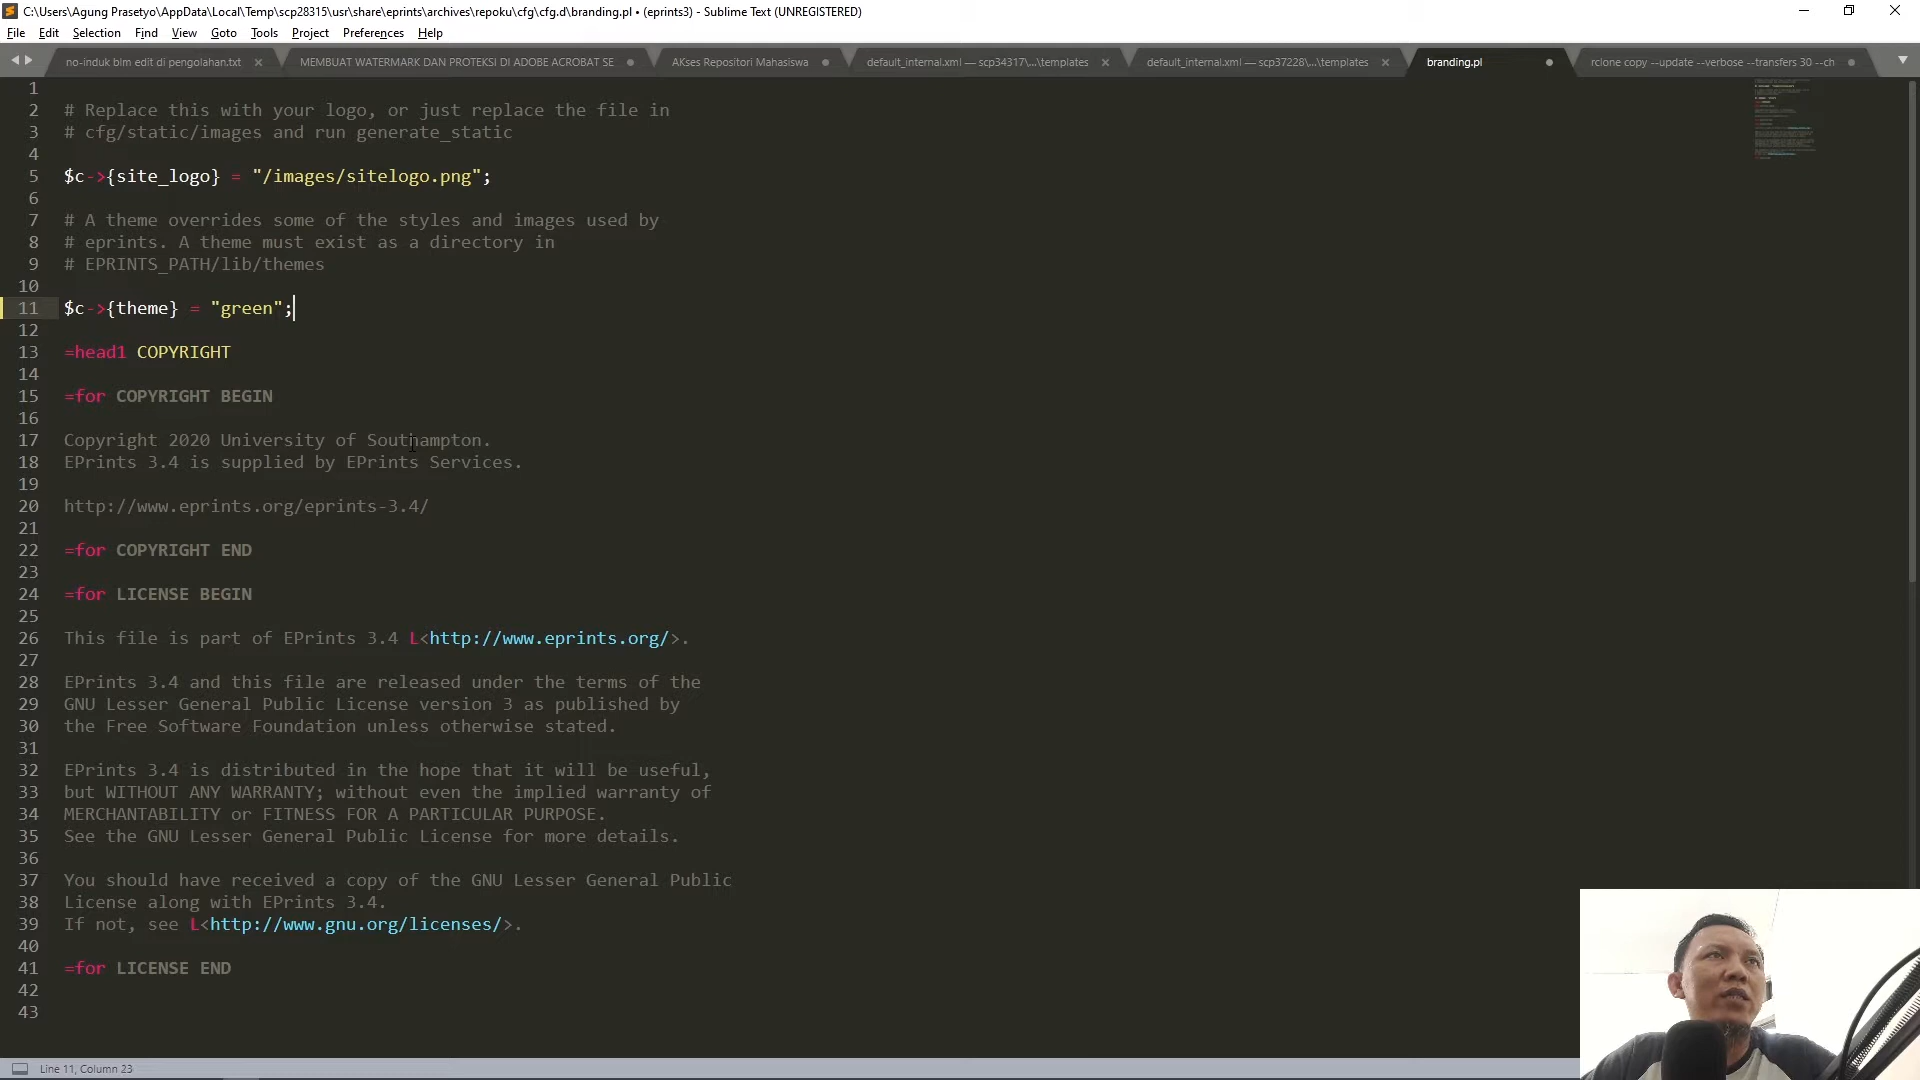 C:\Users\Agung Prasetyo\AppData\Local\Temp\scp28315\usr\share\eprints\archives\repoku\cfg\cfg.d\branding.pl • (eprints3) - Sublime Text (UNREGISTERED)
File Edit Selection Find View Goto Tools Project Preferences Help
no-induk blm edit di pengolahan.txt MEMBUAT WATERMARK DAN PROTEKSI DI ADOBE ACROBAT SE AKses Repositori Mahasiswa default_internal.xml — scp34317\...\templates default_internal.xml — scp37228\...\templates branding.pl rclone copy --update --verbose --transfers 30 --ch
1
2 # Replace this with your logo, or just replace the file in
3 # cfg/static/images and run generate_static
4
5 $c->{site_logo} = "/images/sitelogo.png";
6
7 # A theme overrides some of the styles and images used by
8 # eprints. A theme must exist as a directory in
9 # EPRINTS_PATH/lib/themes
10
11 $c->{theme} = "green";
12
13 =head1 COPYRIGHT
14
15 =for COPYRIGHT BEGIN
16
17 Copyright 2020 University of Southampton.
18 EPrints 3.4 is supplied by EPrints Services.
19
20 http://www.eprints.org/eprints-3.4/
21
22 =for COPYRIGHT END
23
24 =for LICENSE BEGIN
25
26 This file is part of EPrints 3.4 L<http://www.eprints.org/>.
27
28 EPrints 3.4 and this file are released under the terms of the
29 GNU Lesser General Public License version 3 as published by
30 the Free Software Foundation unless otherwise stated.
31
32 EPrints 3.4 is distributed in the hope that it will be useful,
33 but WITHOUT ANY WARRANTY; without even the implied warranty of
34 MERCHANTABILITY or FITNESS FOR A PARTICULAR PURPOSE.
35 See the GNU Lesser General Public License for more details.
36
37 You should have received a copy of the GNU Lesser General Public
38 License along with EPrints 3.4.
39 If not, see L<http://www.gnu.org/licenses/>.
40
41 =for LICENSE END
42
43
Line 11, Column 23